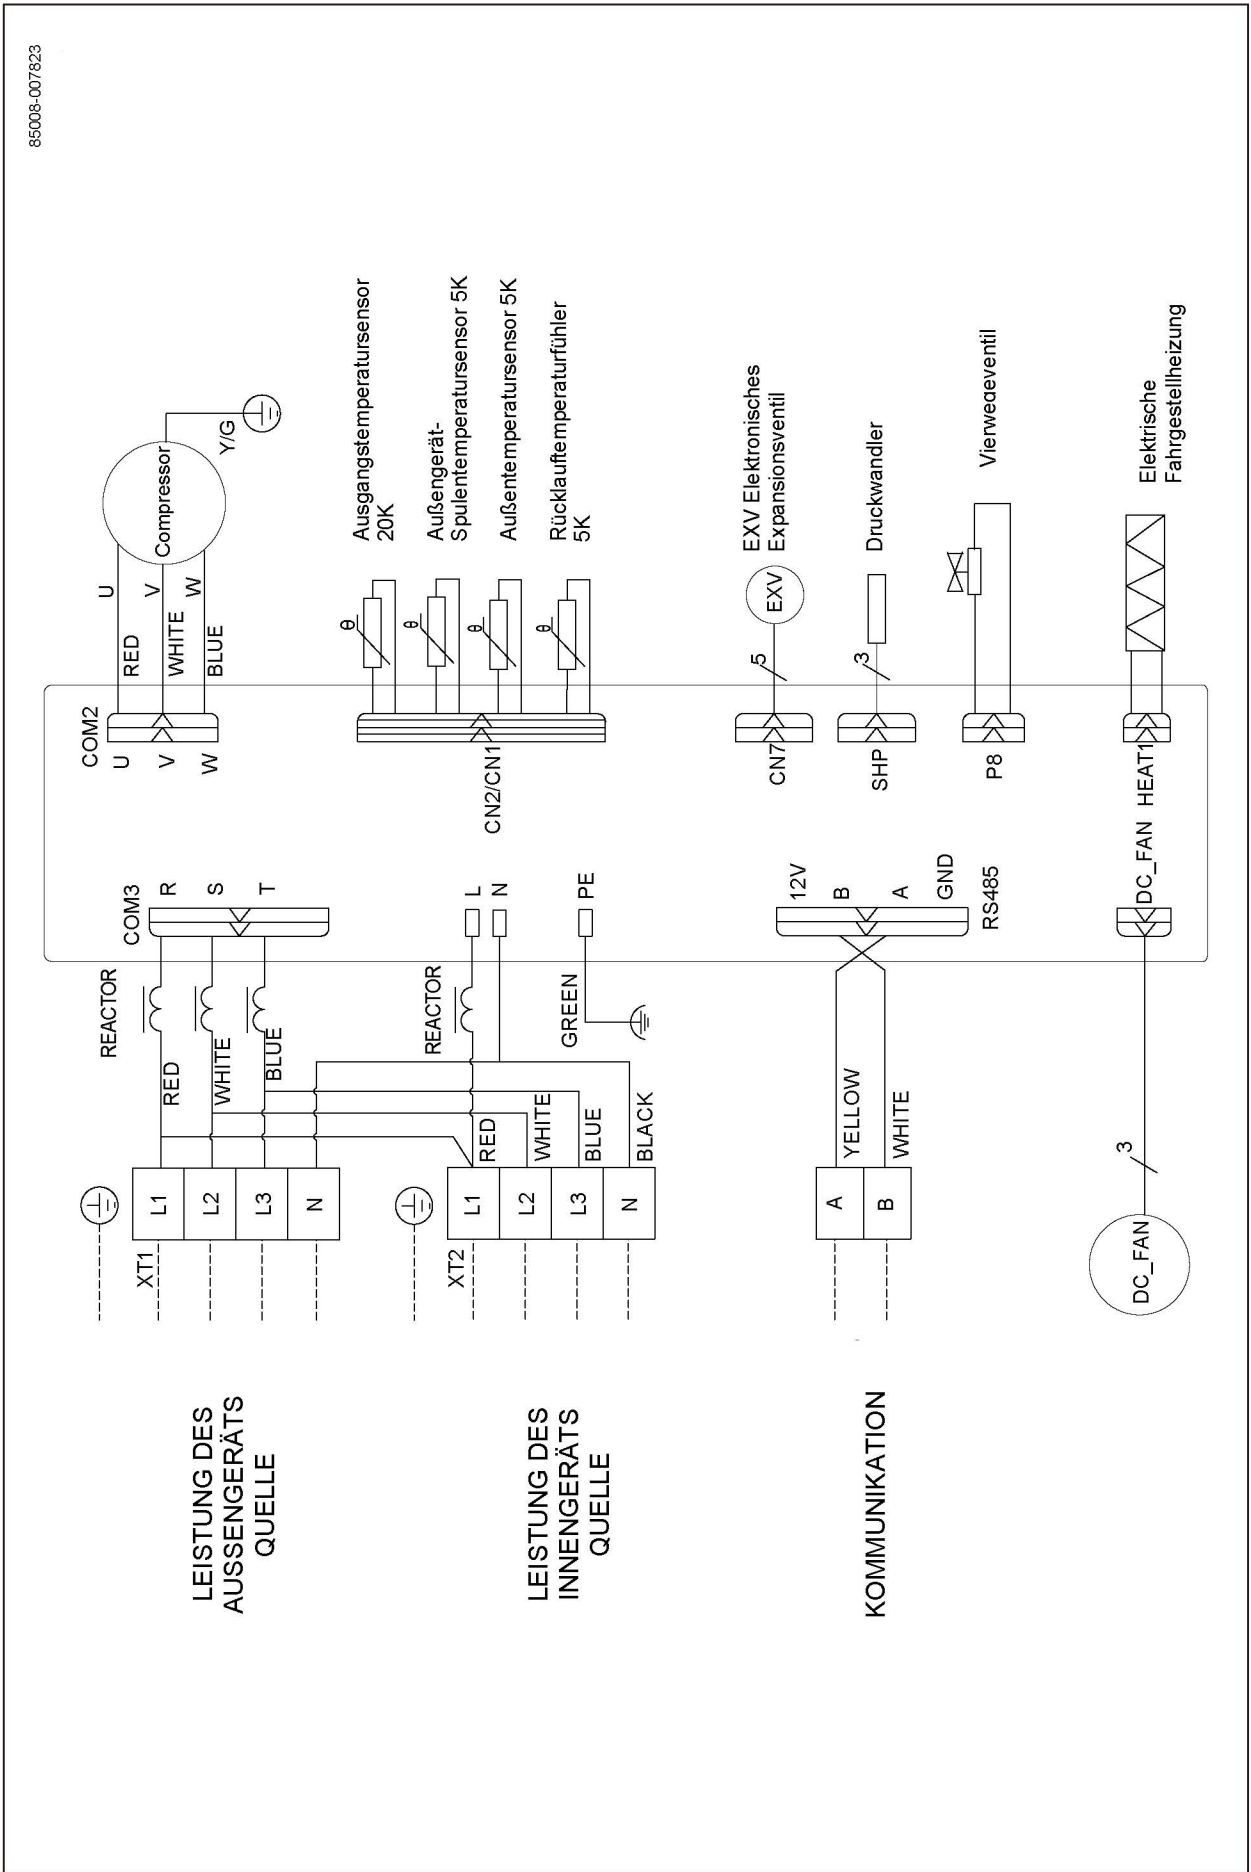 85008-007823
LEISTUNG DES
AUSSENGERÄTS
QUELLE
XT1
L1
L2
L3
N
RED
WHITE
BLUE
REACTOR
COM3
R
S
T
COM2
U
V
W
RED
WHITE
BLUE
U
V
W
Compressor
Y/G
LEISTUNG DES
INNENGERÄTS
QUELLE
XT2
L1
L2
L3
N
RED
WHITE
BLUE
BLACK
REACTOR
GREEN
L
N
PE
CN2/CN1
θ
θ
θ
θ
Ausgangstemperatursensor
20K
Außengerät-
Spulentemperatursensor 5K
Außentemperatursensor 5K
Rücklauftemperaturfühler
5K
KOMMUNIKATION
A
B
YELLOW
WHITE
12V
B
A
GND
RS485
CN7
5
EXV
EXV Elektronisches
Expansionsventil
SHP
3
Druckwandler
P8
Vierwegeventil
DC_FAN
3
DC_FAN
HEAT1
Elektrische
Fahrgestellheizung